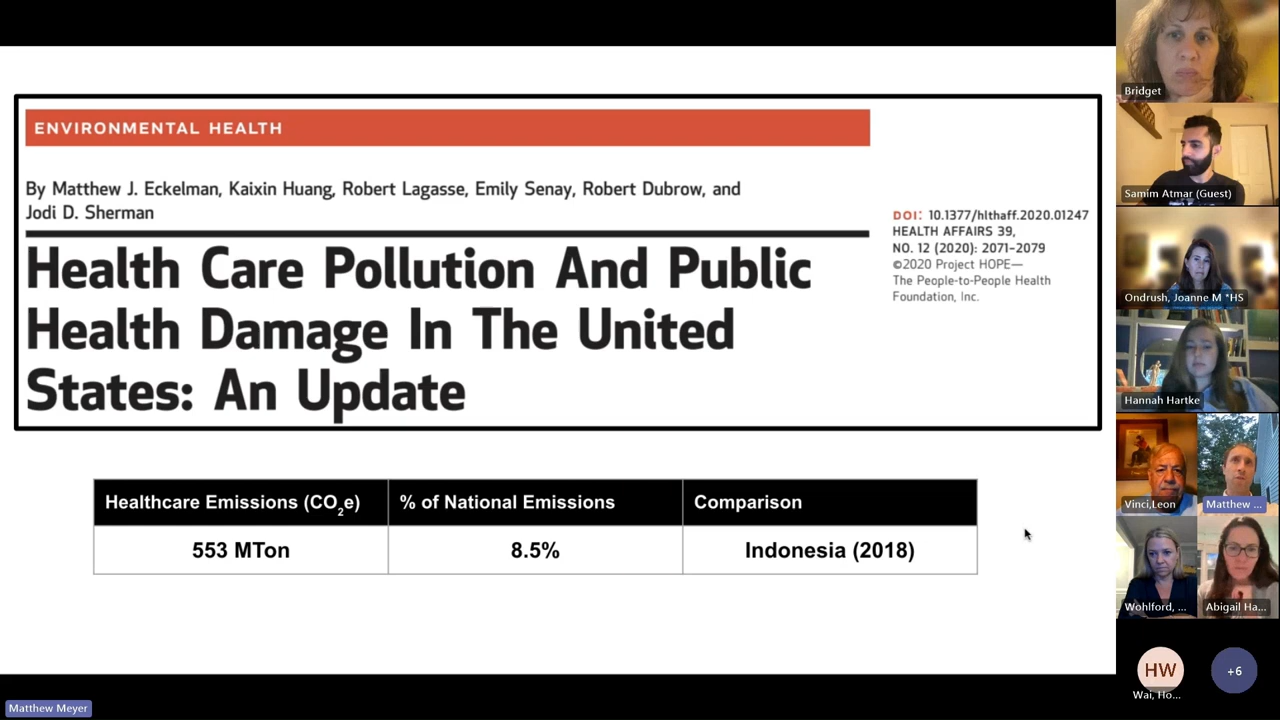 ENVIRONMENTAL HEALTH
By Matthew J. Eckelman, Kaixin Huang, Robert Lagasse, Emily Senay, Robert Dubrow, and
Jodi D. Sherman
Health Care Pollution And Public
Health Damage In The United
States: An Update
DOI: 10.1377/hlthaff.2020.01247
HEALTH AFFAIRS 39,
NO. 12 (2020): 2071–2079
©2020 Project HOPE—
The People-to-People Health
Foundation, Inc.
Healthcare Emissions (CO2e) % of National Emissions Comparison
553 MTon 8.5% Indonesia (2018)
Matthew Meyer
Bridget
Samim Atmar (Guest)
Ondrush, Joanne M *HS
Hannah Hartke
Vinci,Leon Matthew ...
Wohlford, ... Abigail Ha...
HW +6
Wai, Ho...